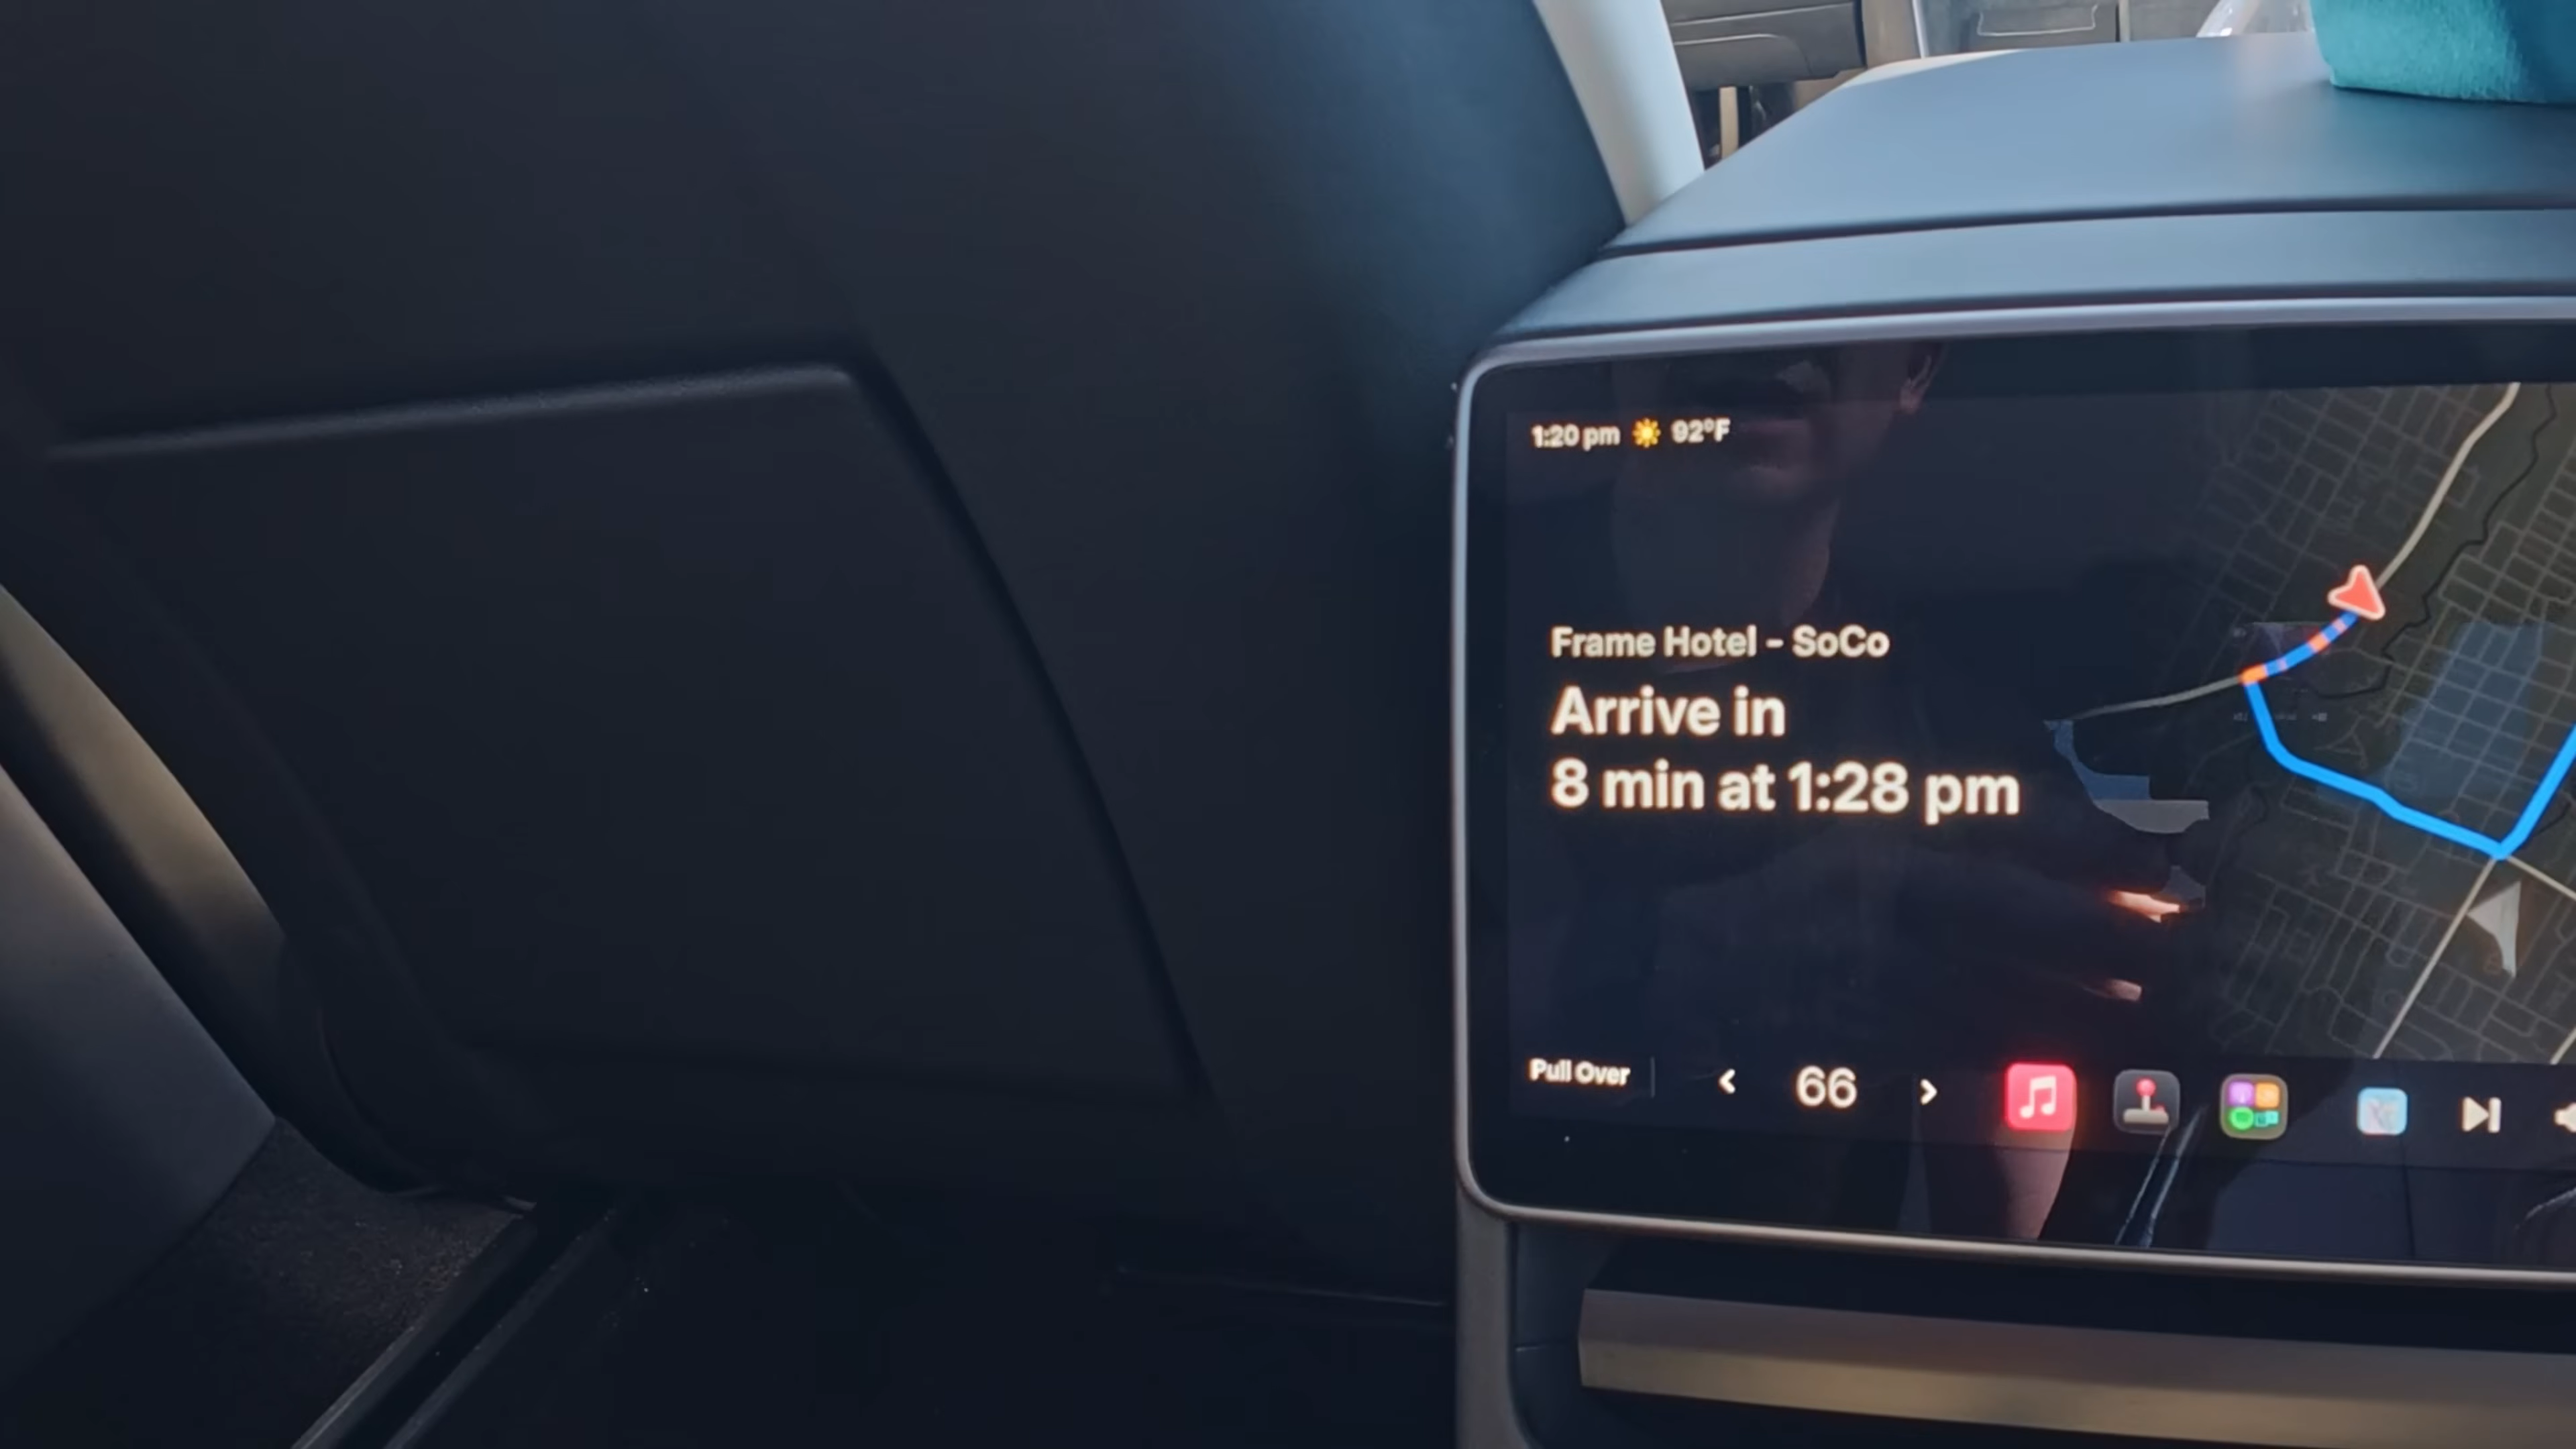 1:20 pm 92°F
Frame Hotel - SoCo
Arrive in
8 min at 1:28 pm
Pull Over < 66 >